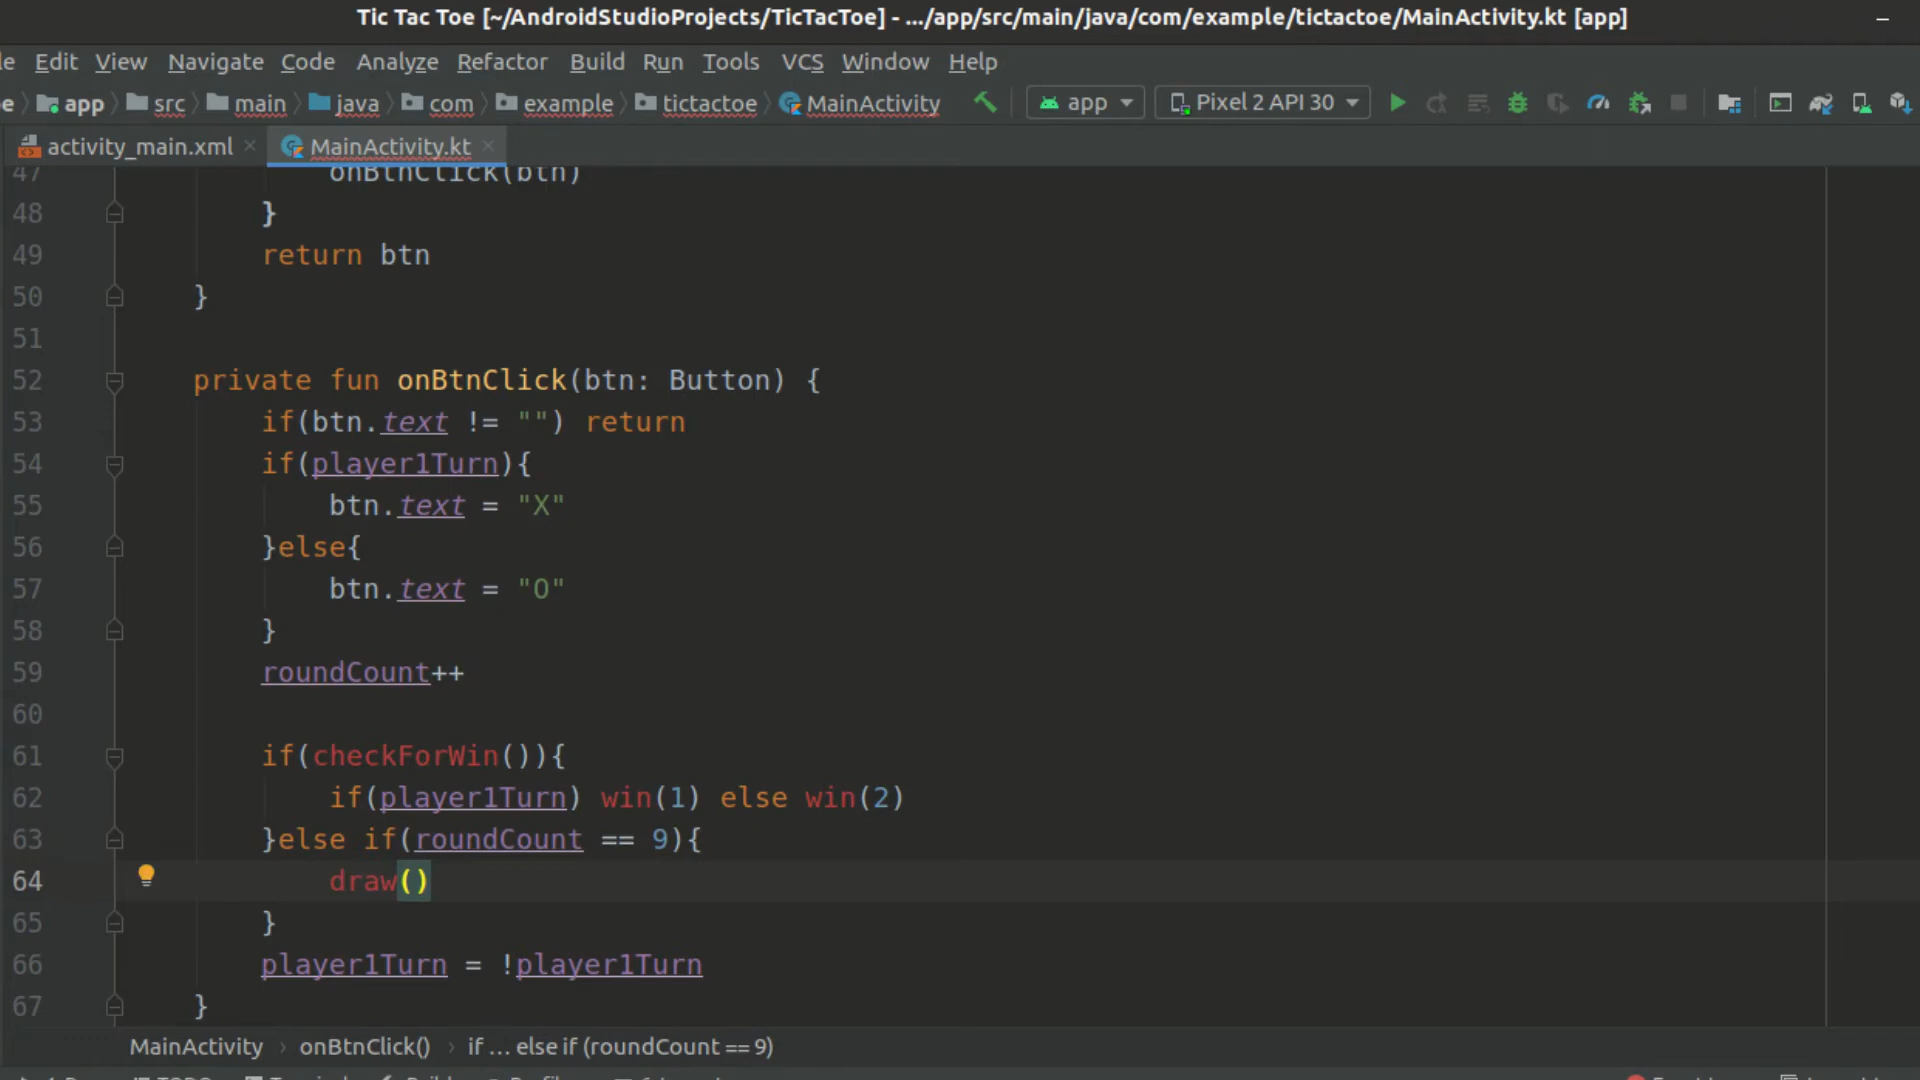 Tic Tac Toe [~/AndroidStudioProjects/TicTacToe] - .../app/src/main/java/com/example/tictactoe/MainActivity.kt [app]
le Edit View Navigate Code Analyze Refactor Build Run Tools VCS Window Help
e app src main java com example tictactoe MainActivity app Pixel 2 API 30
activity_main.xml MainActivity.kt
47 onBtnClick(btn)
48 }
49 return btn
50 }
51
52 private fun onBtnClick(btn: Button) {
53 if(btn.text != "") return
54 if(player1Turn){
55 btn.text = "X"
56 }else{
57 btn.text = "O"
58 }
59 roundCount++
60
61 if(checkForWin()){
62 if(player1Turn) win(1) else win(2)
63 }else if(roundCount == 9){
64 draw()
65 }
66 player1Turn = !player1Turn
67 }
MainActivity › onBtnClick() › if ... else if (roundCount == 9)